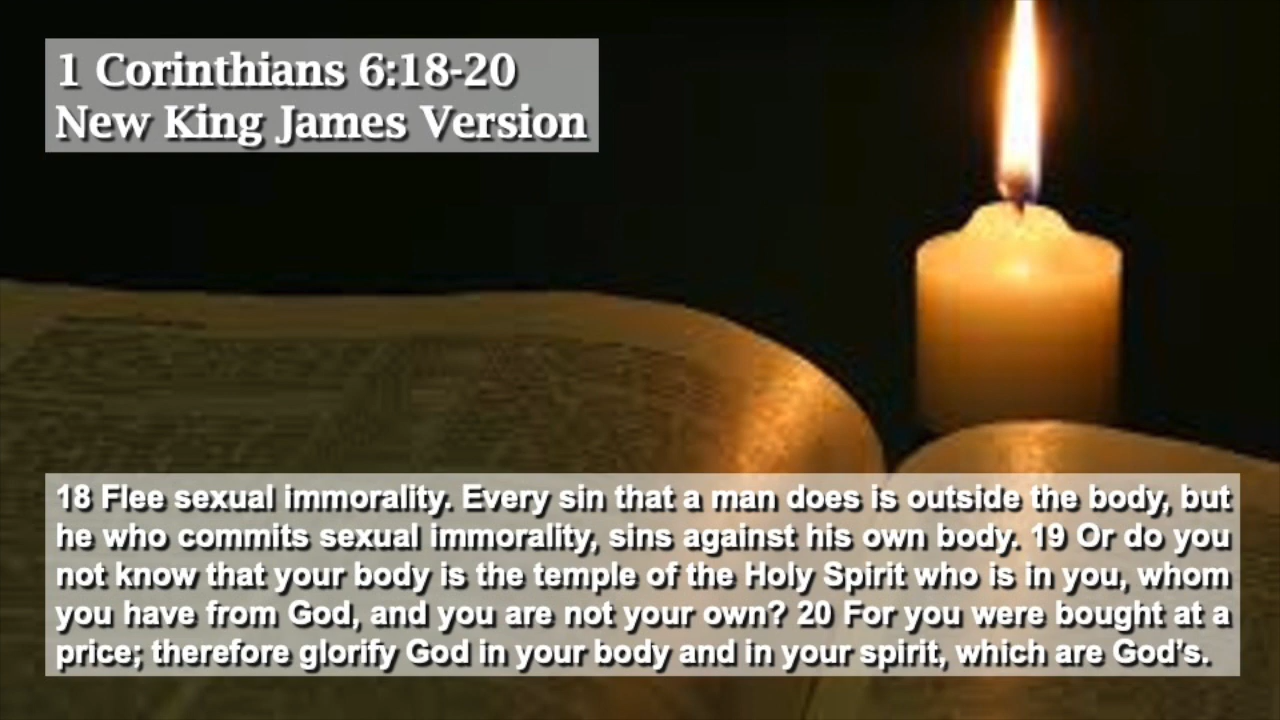 1 Corinthians 6:18-20
New King James Version
18 Flee sexual immorality. Every sin that a man does is outside the body, but
he who commits sexual immorality, sins against his own body. 19 Or do you
not know that your body is the temple of the Holy Spirit who is in you, whom
you have from God, and you are not your own? 20 For you were bought at a
price; therefore glorify God in your body and in your spirit, which are God’s.